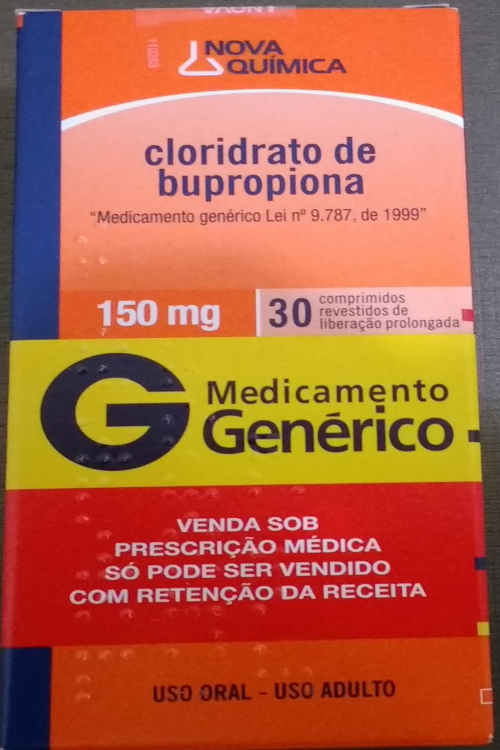 110288
NOVA
QUÍMICA
cloridrato de
bupropiona
“Medicamento genérico Lei nº 9.787, de 1999”
150 mg
30
comprimidos
revestidos de
liberação prolongada
G
Medicamento
Genérico
VENDA SOB
PRESCRIÇÃO MÉDICA
SÓ PODE SER VENDIDO
COM RETENÇÃO DA RECEITA
USO ORAL - USO ADULTO